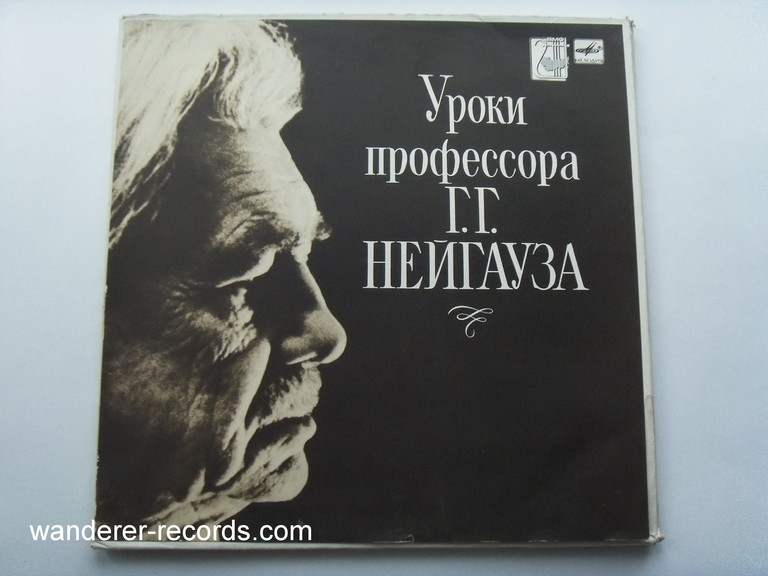 Уроки
профессора
Г.Г.
НЕЙГАУЗА
wanderer-records.com